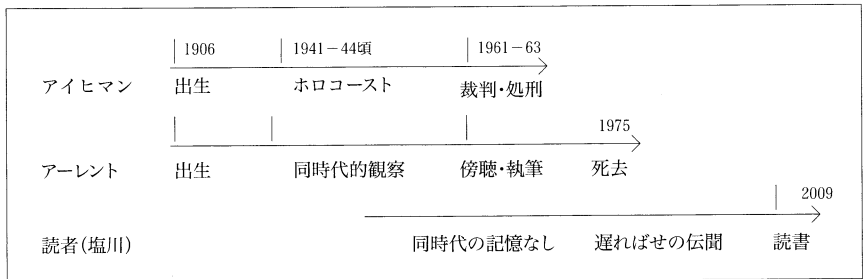 1906 1941－44頃 1961－63
アイヒマン 出生 ホロコースト 裁判・処刑
1975
アーレント 出生 同時代的観察 傍聴・執筆 死去
2009
読者(塩川) 同時代の記憶なし 遅ればせの伝聞 読書